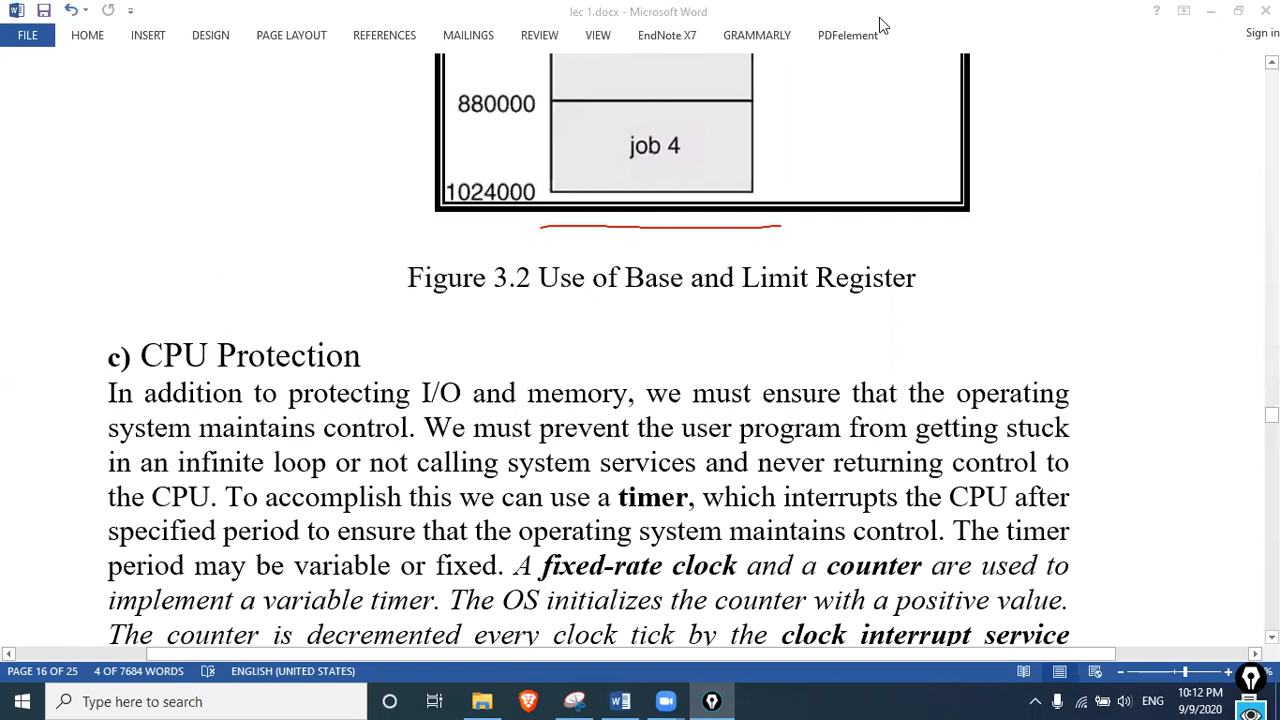 lec 1.docx - Microsoft Word
?
FILE HOME INSERT DESIGN PAGE LAYOUT REFERENCES MAILINGS REVIEW VIEW EndNote X7 GRAMMARLY PDFelement Sign in
880000
job 4
1024000
Figure 3.2 Use of Base and Limit Register
c) CPU Protection
In addition to protecting I/O and memory, we must ensure that the operating
system maintains control. We must prevent the user program from getting stuck
in an infinite loop or not calling system services and never returning control to
the CPU. To accomplish this we can use a timer, which interrupts the CPU after
specified period to ensure that the operating system maintains control. The timer
period may be variable or fixed. A fixed-rate clock and a counter are used to
implement a variable timer. The OS initializes the counter with a positive value.
The counter is decremented every clock tick by the clock interrupt service
PAGE 16 OF 25 4 OF 7684 WORDS ENGLISH (UNITED STATES) %
Type here to search ENG 10:12 PM
9/9/2020